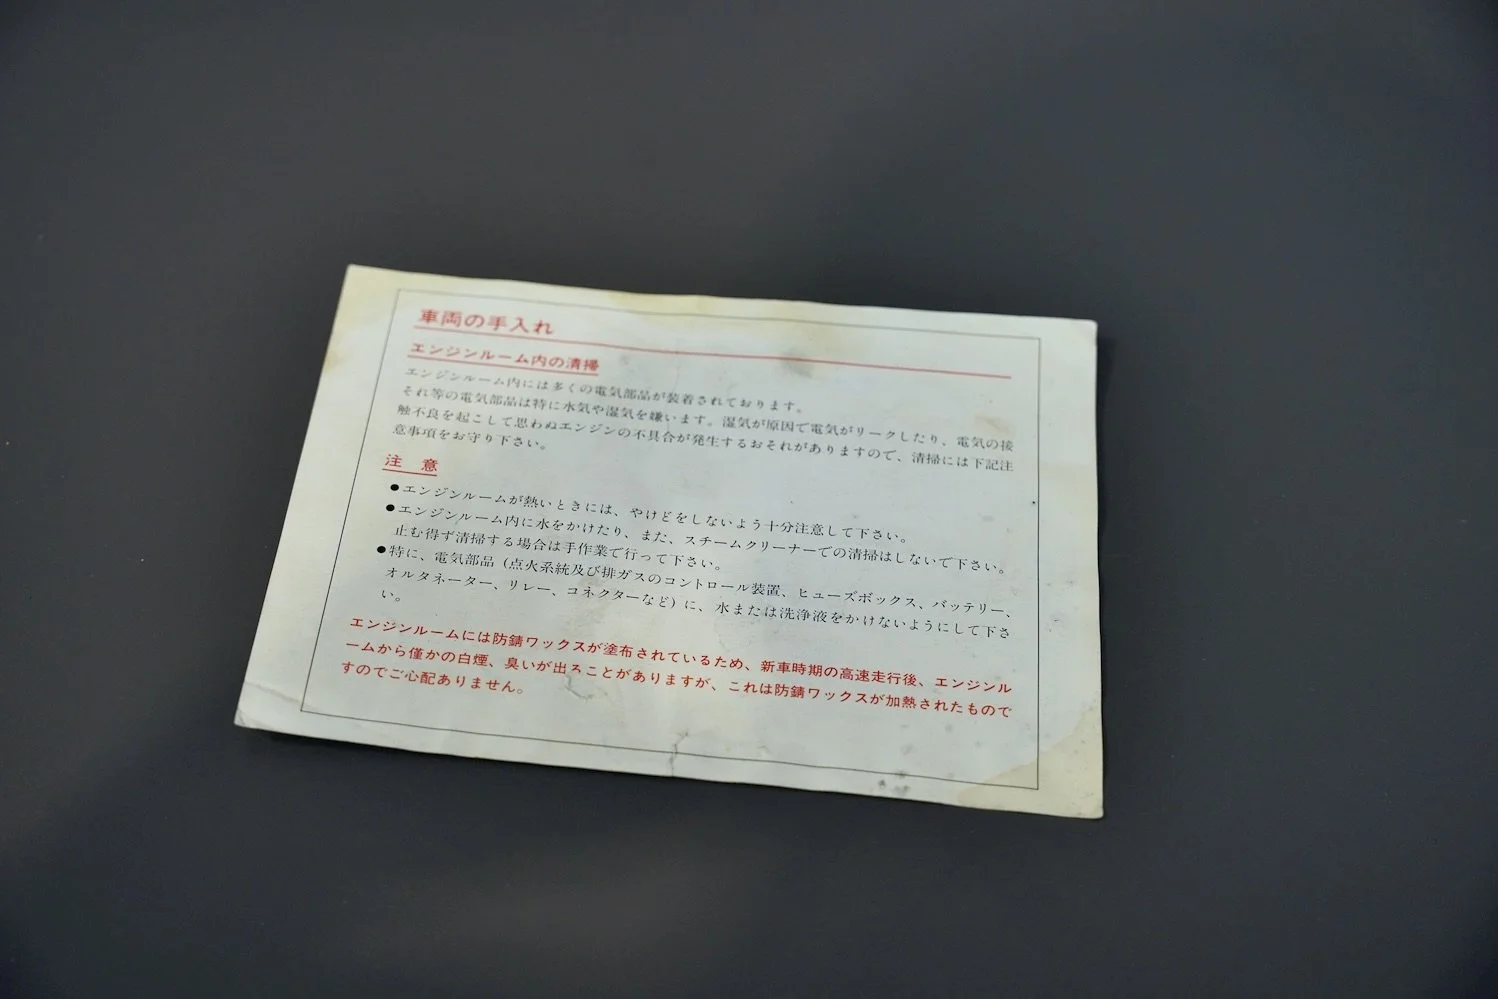 車両の手入れ
エンジンルーム内の清掃
エンジンルーム内には多くの電気部品が装着されております。
それ等の電気部品は特に水気や湿気を嫌います。湿気が原因で電気がリークしたり、電気の接
触不良を起こして思わぬエンジンの不具合が発生するおそれがありますので、清掃には下記注
意事項をお守り下さい。
注 意
●エンジンルームが熱いときには、やけどをしないよう十分注意して下さい。
●エンジンルーム内に水をかけたり、また、スチームクリーナーでの清掃はしないで下さい。
止む得ず清掃する場合は手作業で行って下さい。
●特に、電気部品（点火系統及び排ガスのコントロール装置、ヒューズボックス、バッテリー、
オルタネーター、リレー、コネクターなど）に、水または洗浄液をかけないようにして下さ
い。
エンジンルームには防錆ワックスが塗布されているため、新車時期の高速走行後、エンジンル
ームから僅かの白煙、臭いが出ることがありますが、これは防錆ワックスが加熱されたもので
すのでご心配ありません。